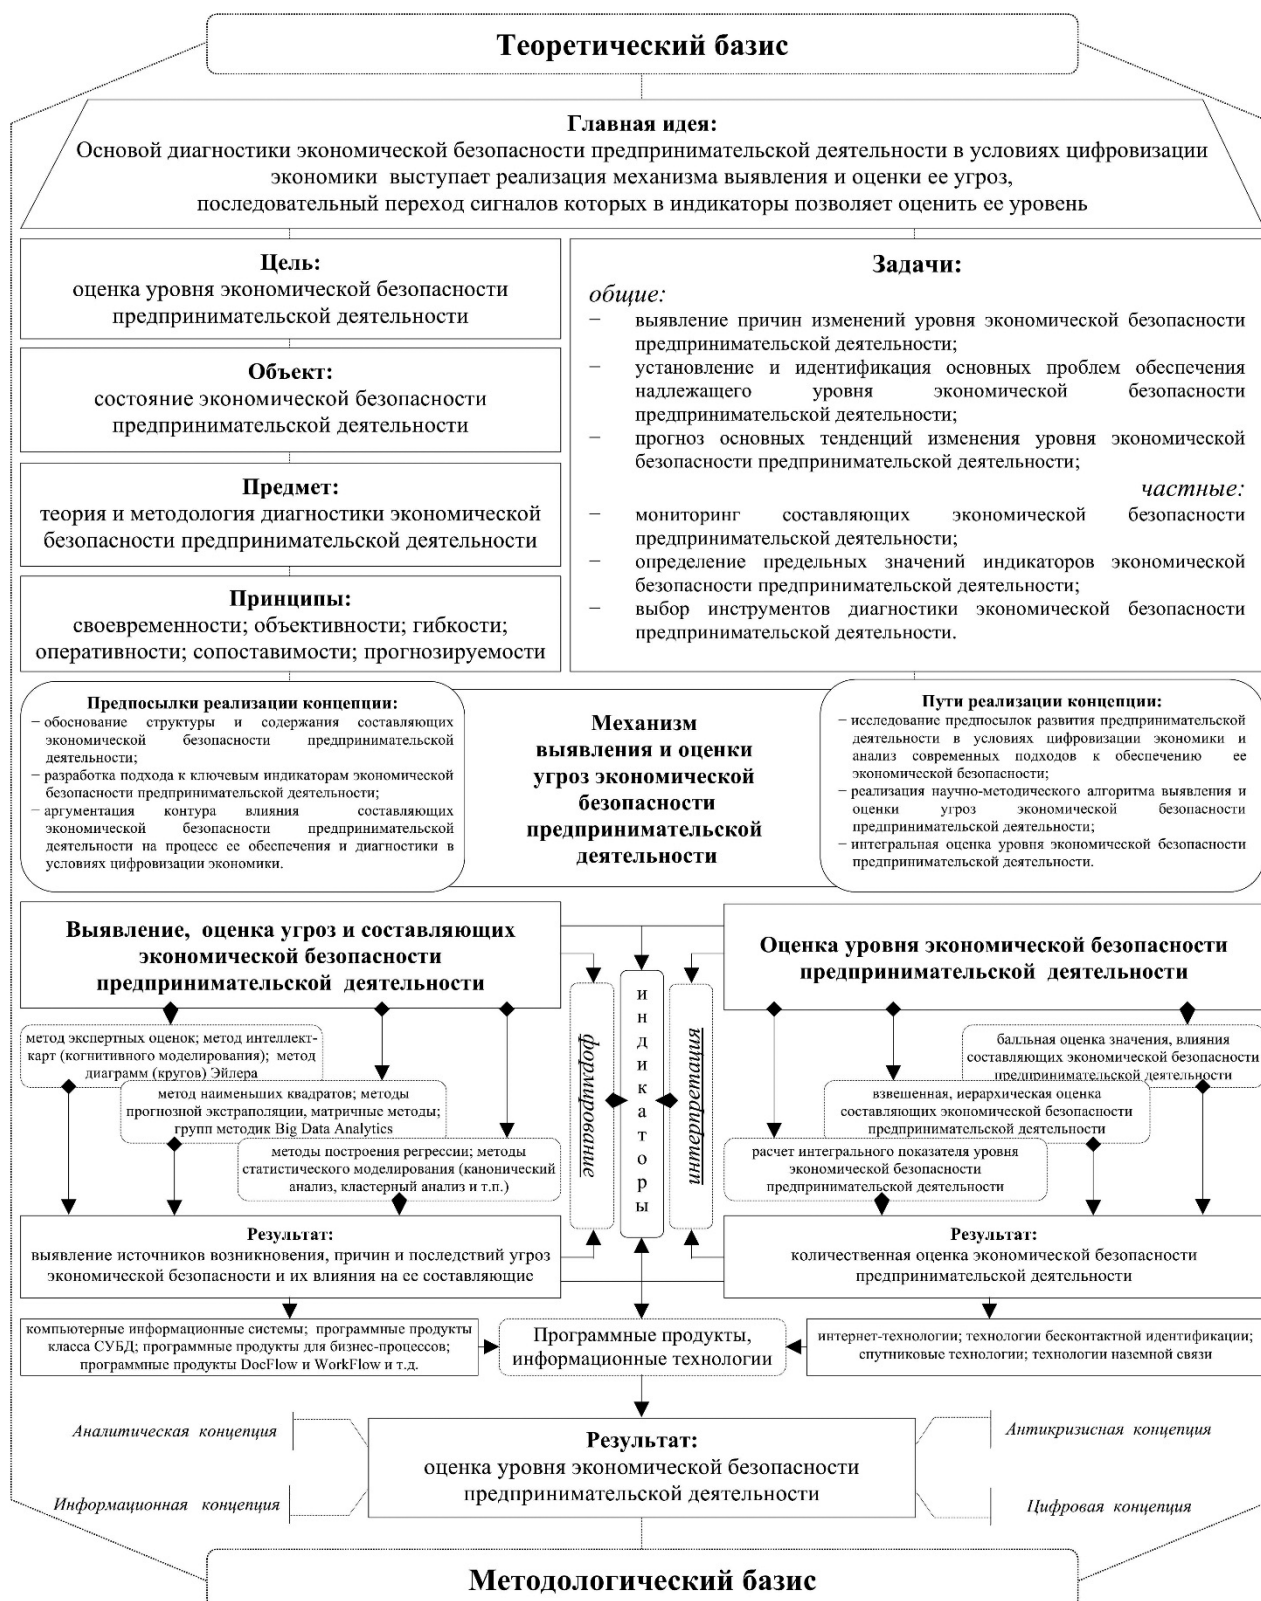 Теоретический базис
Главная идея:
Основой диагностики экономической безопасности предпринимательской деятельности в условиях цифровизации
экономики выступает реализация механизма выявления и оценки ее угроз,
последовательный переход сигналов которых в индикаторы позволяет оценить ее уровень
Цель:
оценка уровня экономической безопасности
предпринимательской деятельности
Объект:
состояние экономической безопасности
предпринимательской деятельности
Предмет:
теория и методология диагностики экономической
безопасности предпринимательской деятельности
Принципы:
своевременности; объективности; гибкости;
оперативности; сопоставимости; прогнозируемости
Задачи:
общие:
– выявление причин изменений уровня экономической безопасности
предпринимательской деятельности;
– установление и идентификация основных проблем обеспечения
надлежащего уровня экономической безопасности
предпринимательской деятельности;
– прогноз основных тенденций изменения уровня экономической
безопасности предпринимательской деятельности;
частные:
– мониторинг составляющих экономической безопасности
предпринимательской деятельности;
– определение предельных значений индикаторов экономической
безопасности предпринимательской деятельности;
– выбор инструментов диагностики экономической безопасности
предпринимательской деятельности.
Предпосылки реализации концепции:
– обоснование структуры и содержания составляющих
экономической безопасности предпринимательской
деятельности;
– разработка подхода к ключевым индикаторам экономической
безопасности предпринимательской деятельности;
– аргументация контура влияния составляющих
экономической безопасности предпринимательской
деятельности на процесс ее обеспечения и диагностики в
условиях цифровизации экономики.
Механизм
выявления и оценки
угроз экономической
безопасности
предпринимательской
деятельности
Пути реализации концепции:
– исследование предпосылок развития предпринимательской
деятельности в условиях цифровизации экономики и
анализ современных подходов к обеспечению ее
экономической безопасности;
– реализация научно-методического алгоритма выявления и
оценки угроз экономической безопасности
предпринимательской деятельности;
– интегральная оценка уровня экономической безопасности
предпринимательской деятельности.
Выявление, оценка угроз и составляющих
экономической безопасности
предпринимательской деятельности
метод экспертных оценок; метод интеллект-
карт (когнитивного моделирования); метод
диаграмм (кругов) Эйлера
метод наименьших квадратов; методы
прогнозной экстраполяции, матричные методы;
групп методик Big Data Analytics
методы построения регрессии; методы
статистического моделирования (канонический
анализ, кластерный анализ и т.п.)
Результат:
выявление источников возникновения, причин и последствий угроз
экономической безопасности и их влияния на ее составляющие
формирование
индикаторы
интерпретация
Оценка уровня экономической безопасности
предпринимательской деятельности
балльная оценка значения, влияния
составляющих экономической безопасности
предпринимательской деятельности
взвешенная, иерархическая оценка
составляющих экономической безопасности
предпринимательской деятельности
расчет интегрального показателя уровня
экономической безопасности
предпринимательской деятельности
Результат:
количественная оценка экономической безопасности
предпринимательской деятельности
компьютерные информационные системы; программные продукты
класса СУБД; программные продукты для бизнес-процессов;
программные продукты DocFlow и WorkFlow и т.д.
Программные продукты,
информационные технологии
интернет-технологии; технологии бесконтактной идентификации;
спутниковые технологии; технологии наземной связи
Аналитическая концепция
Информационная концепция
Результат:
оценка уровня экономической безопасности
предпринимательской деятельности
Антикризисная концепция
Цифровая концепция
Методологический базис